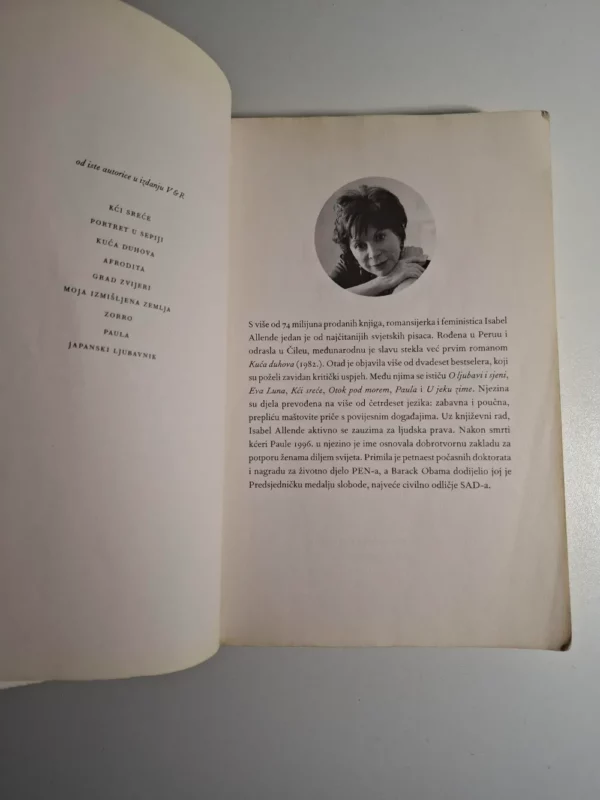 od iste autorice u izdanju V&R
KĆI SREĆE
PORTRET U SEPIJI
KUĆA DUHOVA
AFRODITA
GRAD ZVIJERI
MOJA IZMIŠLJENA ZEMLJA
ZORRO
PAULA
JAPANSKI LJUBAVNIK
S više od 74 milijuna prodanih knjiga, romansijerka i feministica Isabel
Allende jedan je od najčitanijih svjetskih pisaca. Rođena u Peruu i
odrasla u Čileu, međunarodnu je slavu stekla već prvim romanom
Kuća duhova (1982.). Otad je objavila više od dvadeset bestselera, koji
su poželi zavidan kritički uspjeh. Među njima se ističu O ljubavi i sjeni,
Eva Luna, Kći sreće, Otok pod morem, Paula i U jeku zime. Njezina
su djela prevođena na više od četrdeset jezika: zabavna i poučna,
prepliću maštovite priče s povijesnim događajima. Uz književni rad,
Isabel Allende aktivno se zauzima za ljudska prava. Nakon smrti
kćeri Paule 1996. u njezino je ime osnovala dobrotvornu zakladu za
potporu ženama diljem svijeta. Primila je petnaest počasnih doktorata
i nagradu za životno djelo PEN-a, a Barack Obama dodijelio joj je
Predsjedničku medalju slobode, najveće civilno odličje SAD-a.